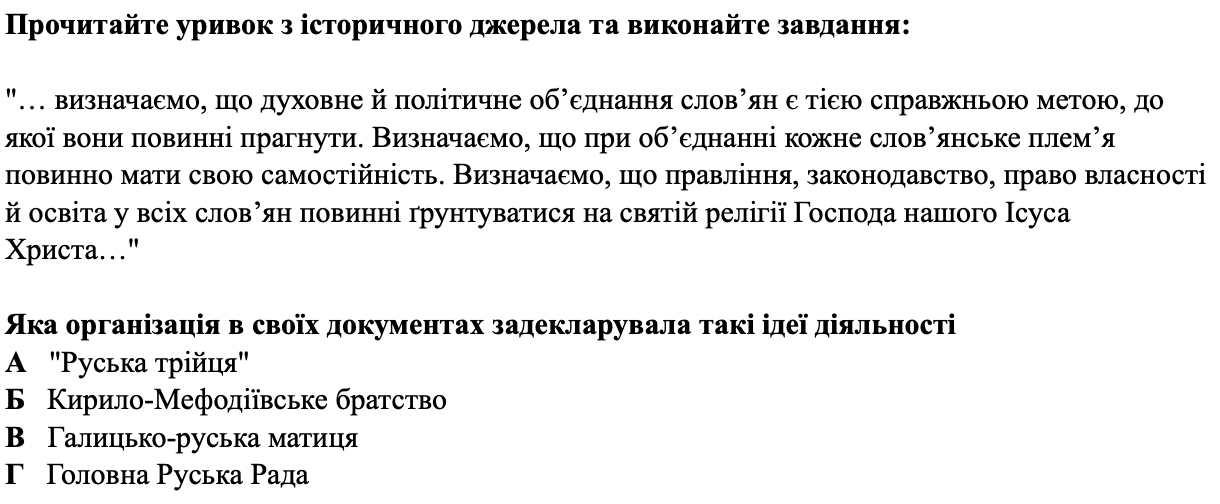 Прочитайте уривок з історичного джерела та виконайте завдання:
"… визначаємо, що духовне й політичне об’єднання слов’ян є тією справжньою метою, до
якої вони повинні прагнути. Визначаємо, що при об’єднанні кожне слов’янське плем’я
повинно мати свою самостійність. Визначаємо, що правління, законодавство, право власності
й освіта у всіх слов’ян повинні ґрунтуватися на святій релігії Господа нашого Ісуса
Христа…"
Яка організація в своїх документах задекларувала такі ідеї діяльності
А "Руська трійця"
Б Кирило-Мефодіївське братство
В Галицько-руська матиця
Г Головна Руська Рада